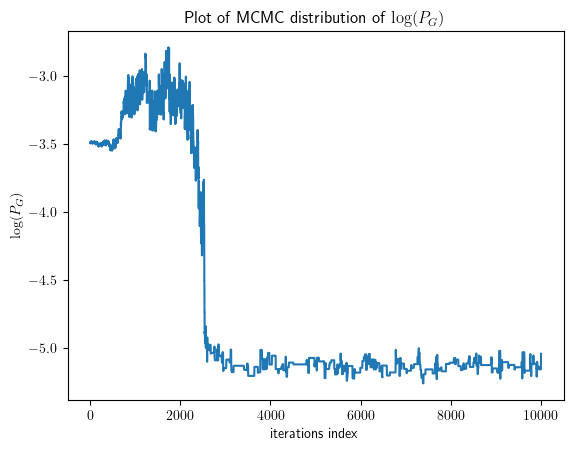 Plot of MCMC distribution of log(P_G)
log(P_G)
−3.0
−3.5
−4.0
−4.5
−5.0
0 2000 4000 6000 8000 10000
iterations index